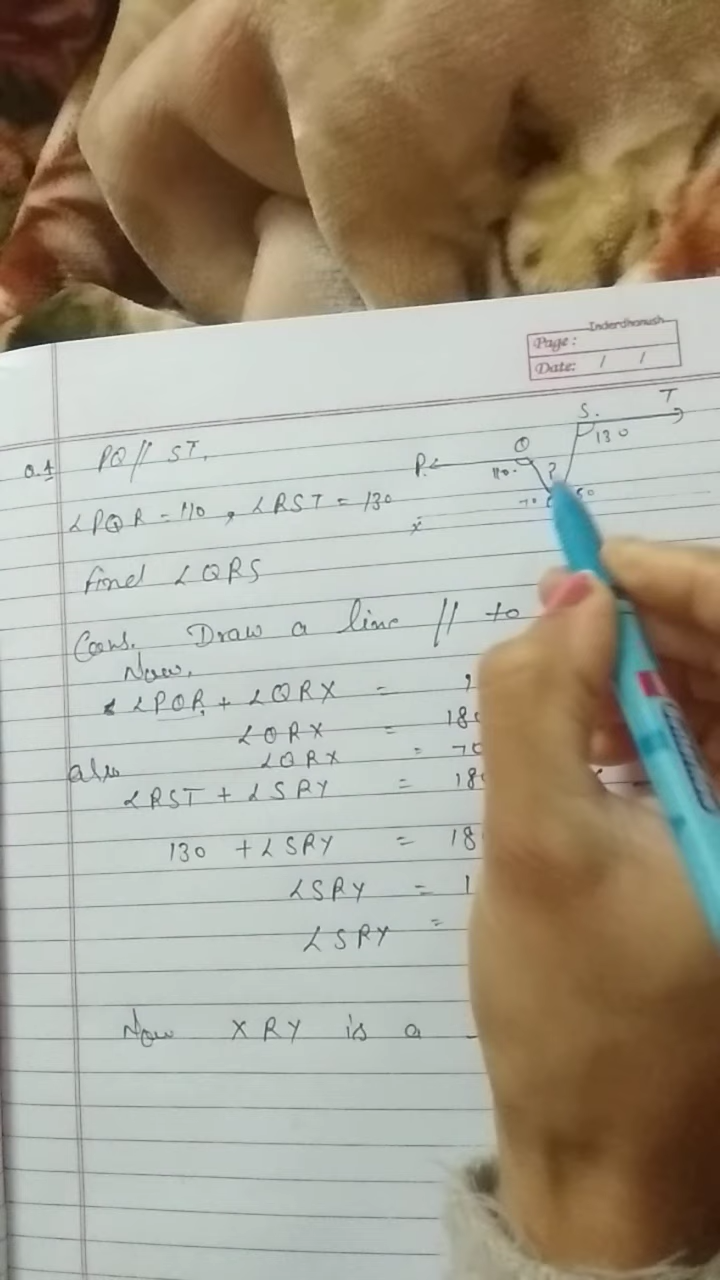 Inderdhanush
Page:
Date: / /
Q.1 PQ // ST.
∠PQR = 110, ∠RST = 130
find ∠QRS
S. T
130
P Q
110. ?
70 50
x
Cons. Draw a line // to
Now,
∠PQR + ∠QRX =
∠QRX = 180
∠QRX = 70
also
∠RST + ∠SRY = 18
130 + ∠SRY = 18
∠SRY = 1
∠SRY =
Now XRY is a